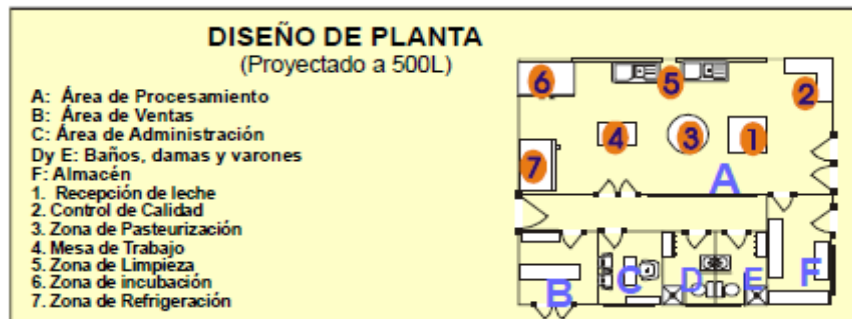 DISEÑO DE PLANTA
(Proyectado a 500L)
A: Área de Procesamiento
B: Área de Ventas
C: Área de Administración
Dy E: Baños, damas y varones
F: Almacén
1. Recepción de leche
2. Control de Calidad
3. Zona de Pasteurización
4. Mesa de Trabajo
5. Zona de Limpieza
6. Zona de incubación
7. Zona de Refrigeración
6
5
2
4
3
1
7
A
B
C
D
E
F